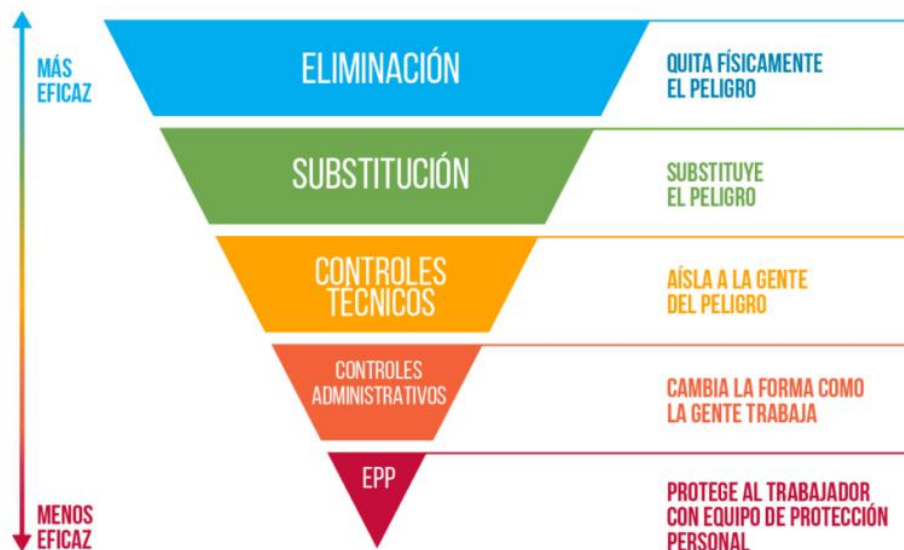 MÁS
EFICAZ
ELIMINACIÓN
QUITA FÍSICAMENTE
EL PELIGRO
SUBSTITUCIÓN
SUBSTITUYE
EL PELIGRO
CONTROLES
TÉCNICOS
AÍSLA A LA GENTE
DEL PELIGRO
CONTROLES
ADMINISTRATIVOS
CAMBIA LA FORMA COMO
LA GENTE TRABAJA
EPP
PROTEGE AL TRABAJADOR
CON EQUIPO DE PROTECCIÓN
PERSONAL
MENOS
EFICAZ